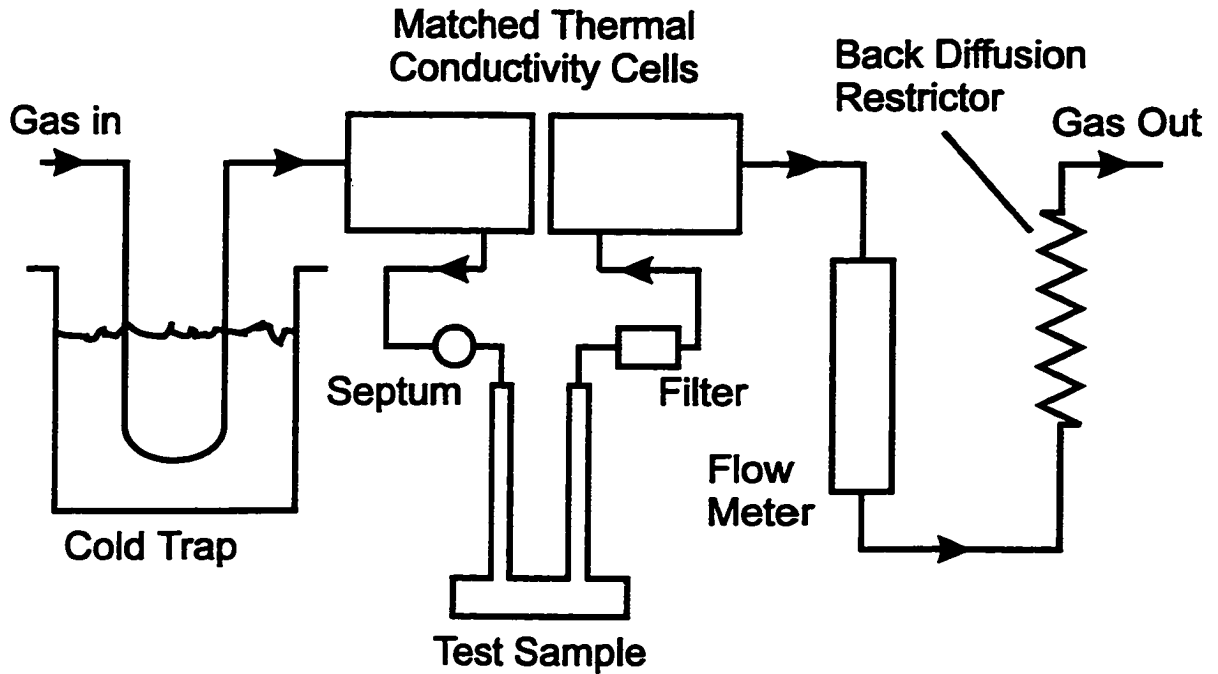 Matched Thermal
Conductivity Cells
Back Diffusion
Restrictor
Gas in
Gas Out
Septum
Filter
Flow
Meter
Cold Trap
Test Sample